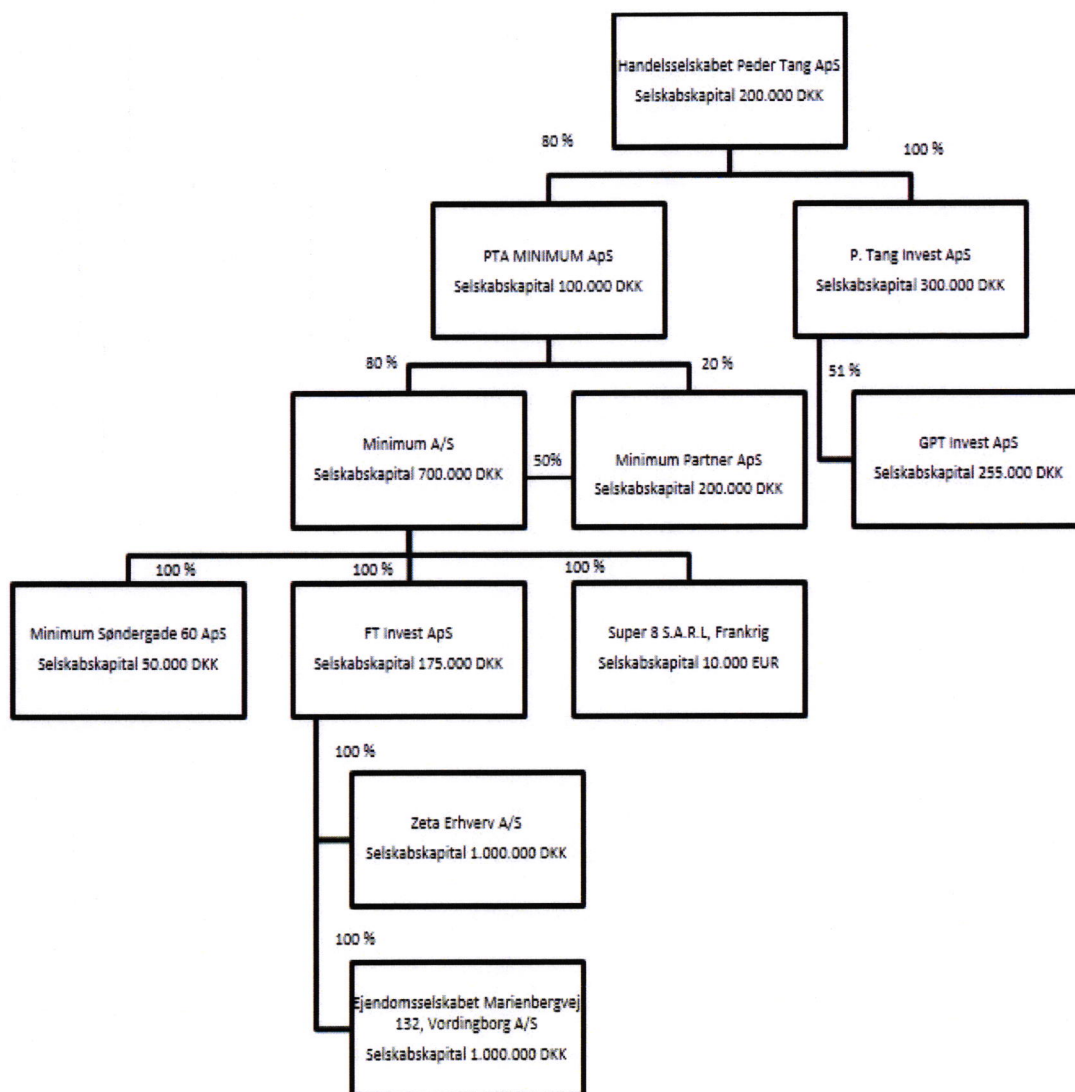 Handelsselskabet Peder Tang ApS
Selskabskapital 200.000 DKK
80 %
100 %
PTA MINIMUM ApS
Selskabskapital 100.000 DKK
P. Tang Invest ApS
Selskabskapital 300.000 DKK
80 %
20 %
51 %
Minimum A/S
Selskabskapital 700.000 DKK
50%
Minimum Partner ApS
Selskabskapital 200.000 DKK
GPT Invest ApS
Selskabskapital 255.000 DKK
100 %
100 %
100 %
Minimum Søndergade 60 ApS
Selskabskapital 50.000 DKK
FT Invest ApS
Selskabskapital 175.000 DKK
Super 8 S.A.R.L, Frankrig
Selskabskapital 10.000 EUR
100 %
Zeta Erhverv A/S
Selskabskapital 1.000.000 DKK
100 %
Ejendomsselskabet Marienbergvej
132, Vordingborg A/S
Selskabskapital 1.000.000 DKK